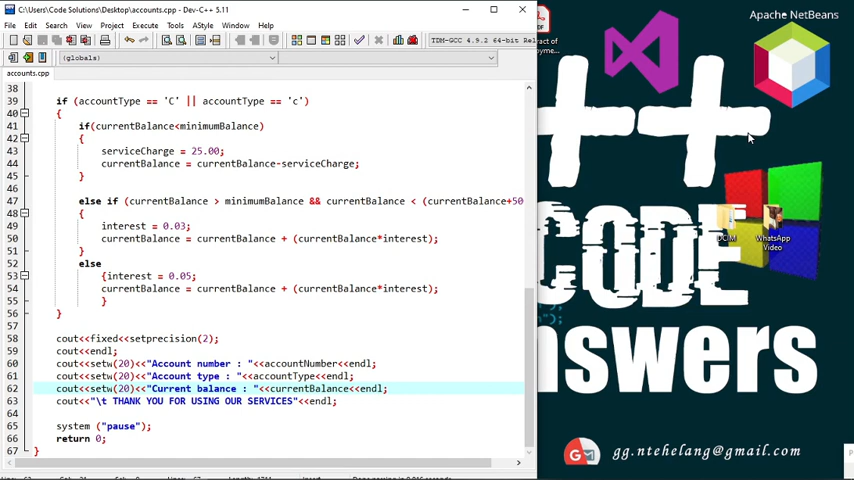 C:\Users\Code Solutions\Desktop\accounts.cpp - Dev-C++ 5.11
File Edit Search View Project Execute Tools AStyle Window Help
TDM-GCC 4.9.2 64-bit Rel
(globals)
accounts.cpp
38
39 if (accountType == 'C' || accountType == 'c')
40 {
41 if(currentBalance<minimumBalance)
42 {
43 serviceCharge = 25.00;
44 currentBalance = currentBalance-serviceCharge;
45 }
46
47 else if (currentBalance > minimumBalance && currentBalance < (currentBalance+50
48 {
49 interest = 0.03;
50 currentBalance = currentBalance + (currentBalance*interest);
51 }
52 else
53 {interest = 0.05;
54 currentBalance = currentBalance + (currentBalance*interest);
55 }
56 }
57
58 cout<<fixed<<setprecision(2);
59 cout<<endl;
60 cout<<setw(20)<<"Account number : "<<accountNumber<<endl;
61 cout<<setw(20)<<"Account type : "<<accountType<<endl;
62 cout<<setw(20)<<"Current balance : "<<currentBalance<<endl;
63 cout<<"\t THANK YOU FOR USING OUR SERVICES"<<endl;
64
65 system ("pause");
66 return 0;
67 }
Apache NetBeans
ract of
++
DCIM
WhatsApp
Video
CODE
nswers
gg.ntehelang@gmail.com